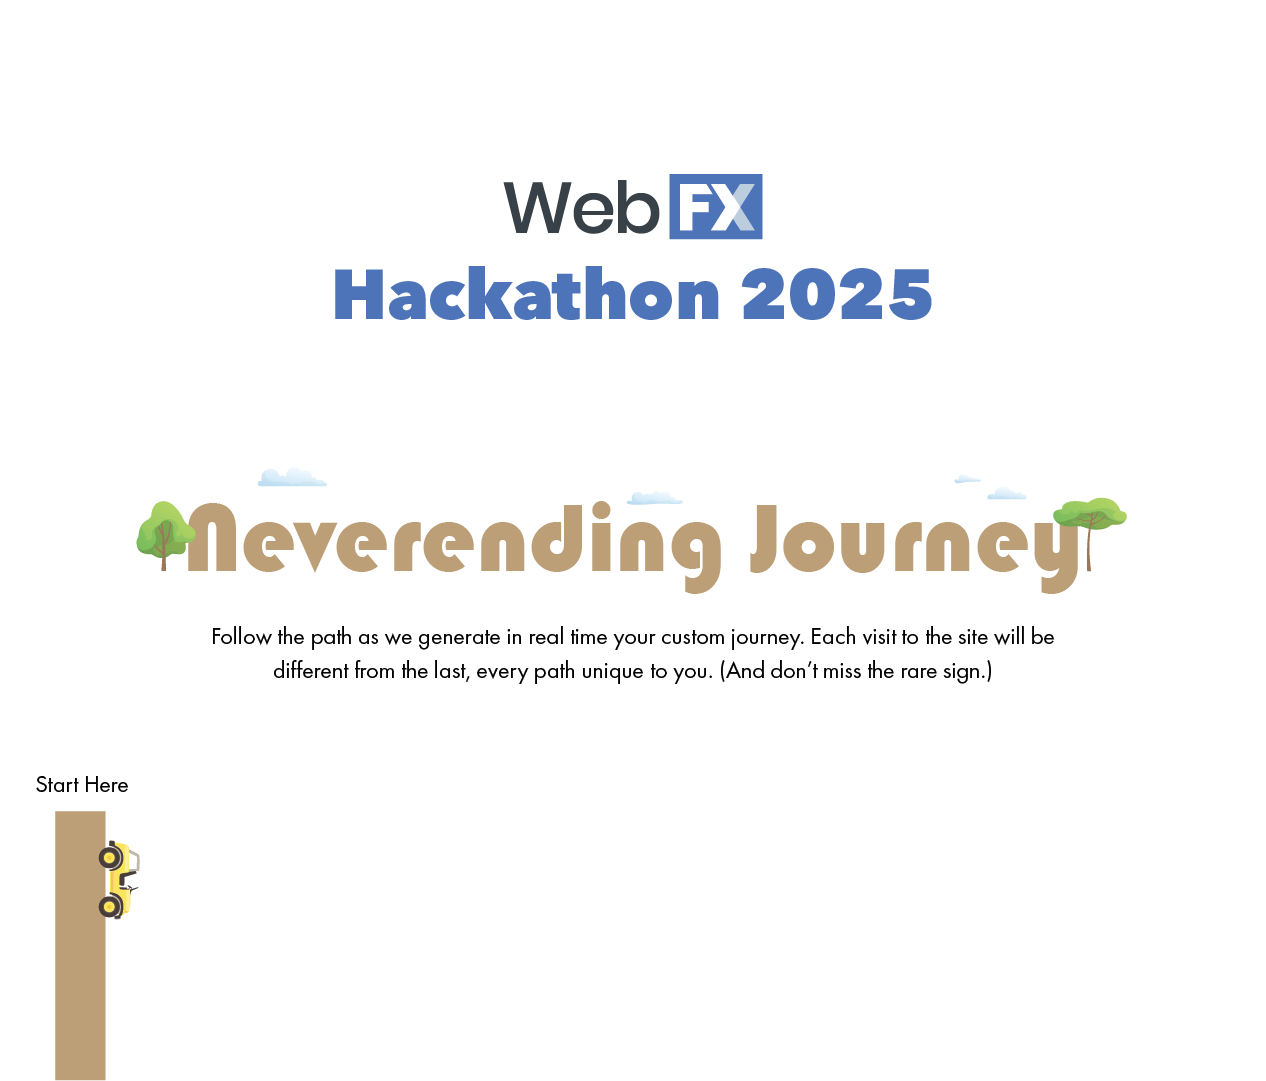 Web FX
Hackathon 2025
Neverending Journey
Follow the path as we generate in real time your custom journey. Each visit to the site will be
different from the last, every path unique to you. (And don’t miss the rare sign.)
Start Here